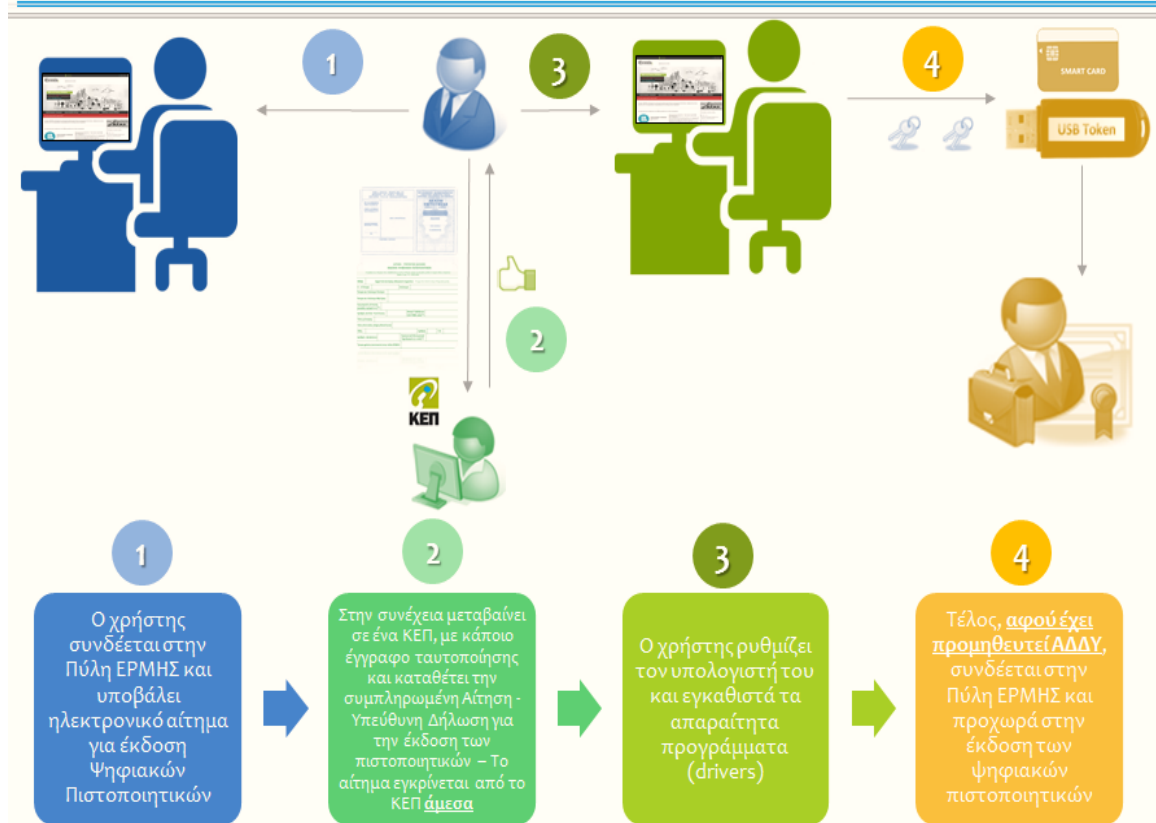 1
3
4
SMART CARD
USB Token
2
ΚΕΠ
1
2
3
4
Ο χρήστης
συνδέεται στην
Πύλη ΕΡΜΗΣ και
υποβάλει
ηλεκτρονικό αίτημα
για έκδοση
Ψηφιακών
Πιστοποιητικών
Στην συνέχεια μεταβαίνει
σε ένα ΚΕΠ, με κάποιο
έγγραφο ταυτοποίησης
και καταθέτει την
συμπληρωμένη Αίτηση -
Υπεύθυνη Δήλωση για
την έκδοση των
πιστοποιητικών – Το
αίτημα εγκρίνεται από το
ΚΕΠ άμεσα
Ο χρήστης ρυθμίζει
τον υπολογιστή του
και εγκαθιστά τα
απαραίτητα
προγράμματα
(drivers)
Τέλος, αφού έχει
προμηθευτεί ΑΔΔΥ,
συνδέεται στην
Πύλη ΕΡΜΗΣ και
προχωρά στην
έκδοση των
ψηφιακών
πιστοποιητικών